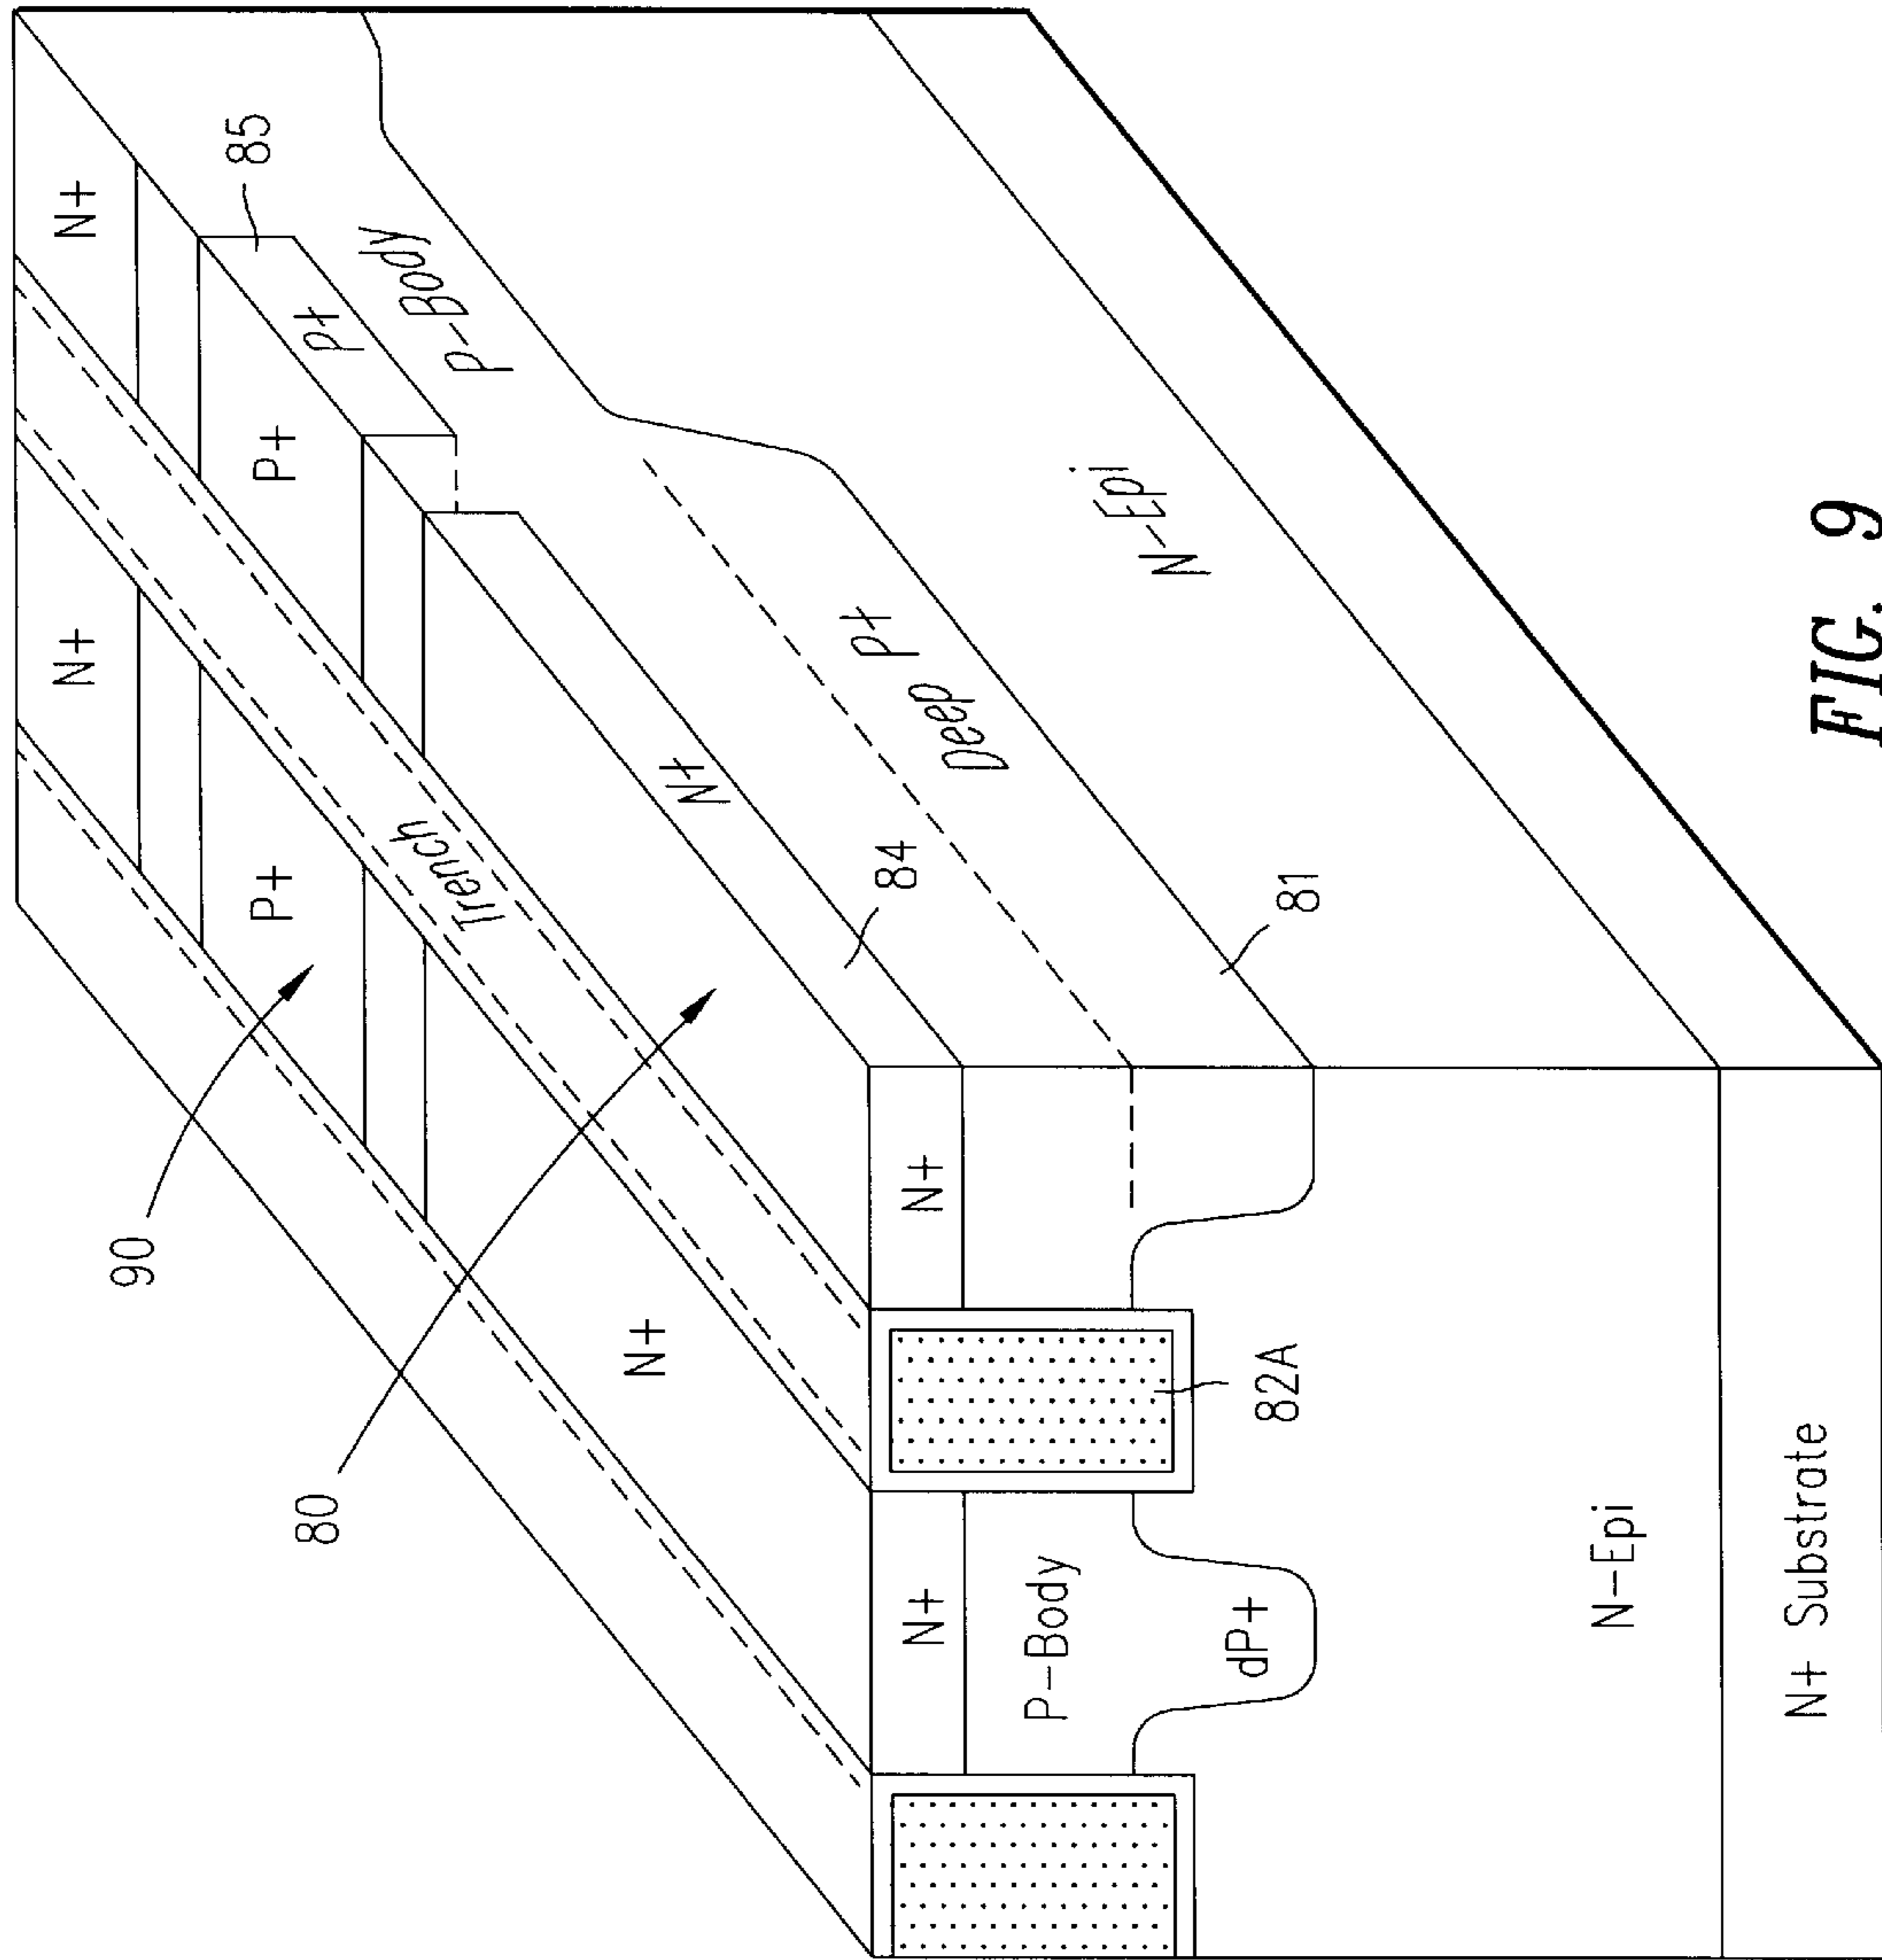 90
80
N+
P+
N+
N+
P+
N+
85
Trench
N+
P+
P-Body
84
Deep P+
N-Epi
81
N+
N+
P-Body
dP+
82A
N-Epi
N+ Substrate
FIG. 9